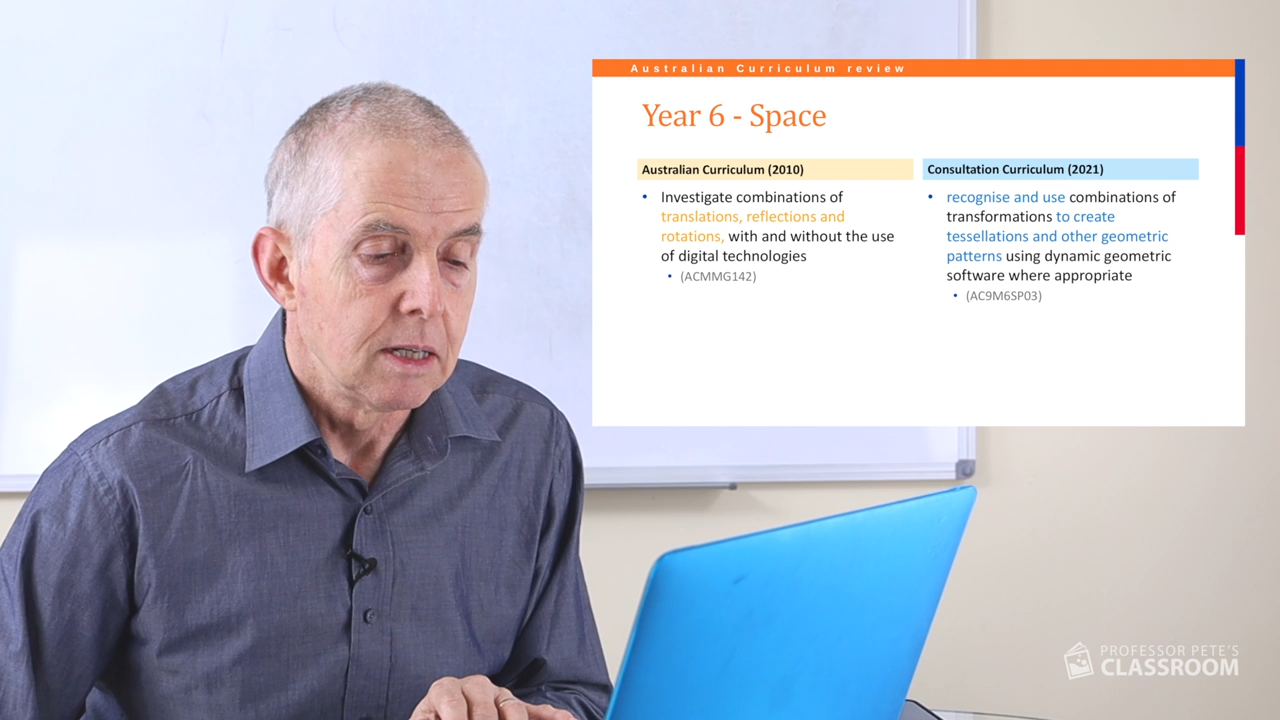 Australian Curriculum review
Year 6 - Space
Australian Curriculum (2010)
• Investigate combinations of
translations, reflections and
rotations, with and without the use
of digital technologies
• (ACMMG142)
Consultation Curriculum (2021)
• recognise and use combinations of
transformations to create
tessellations and other geometric
patterns using dynamic geometric
software where appropriate
• (AC9M6SP03)
PROFESSOR PETE'S
CLASSROOM